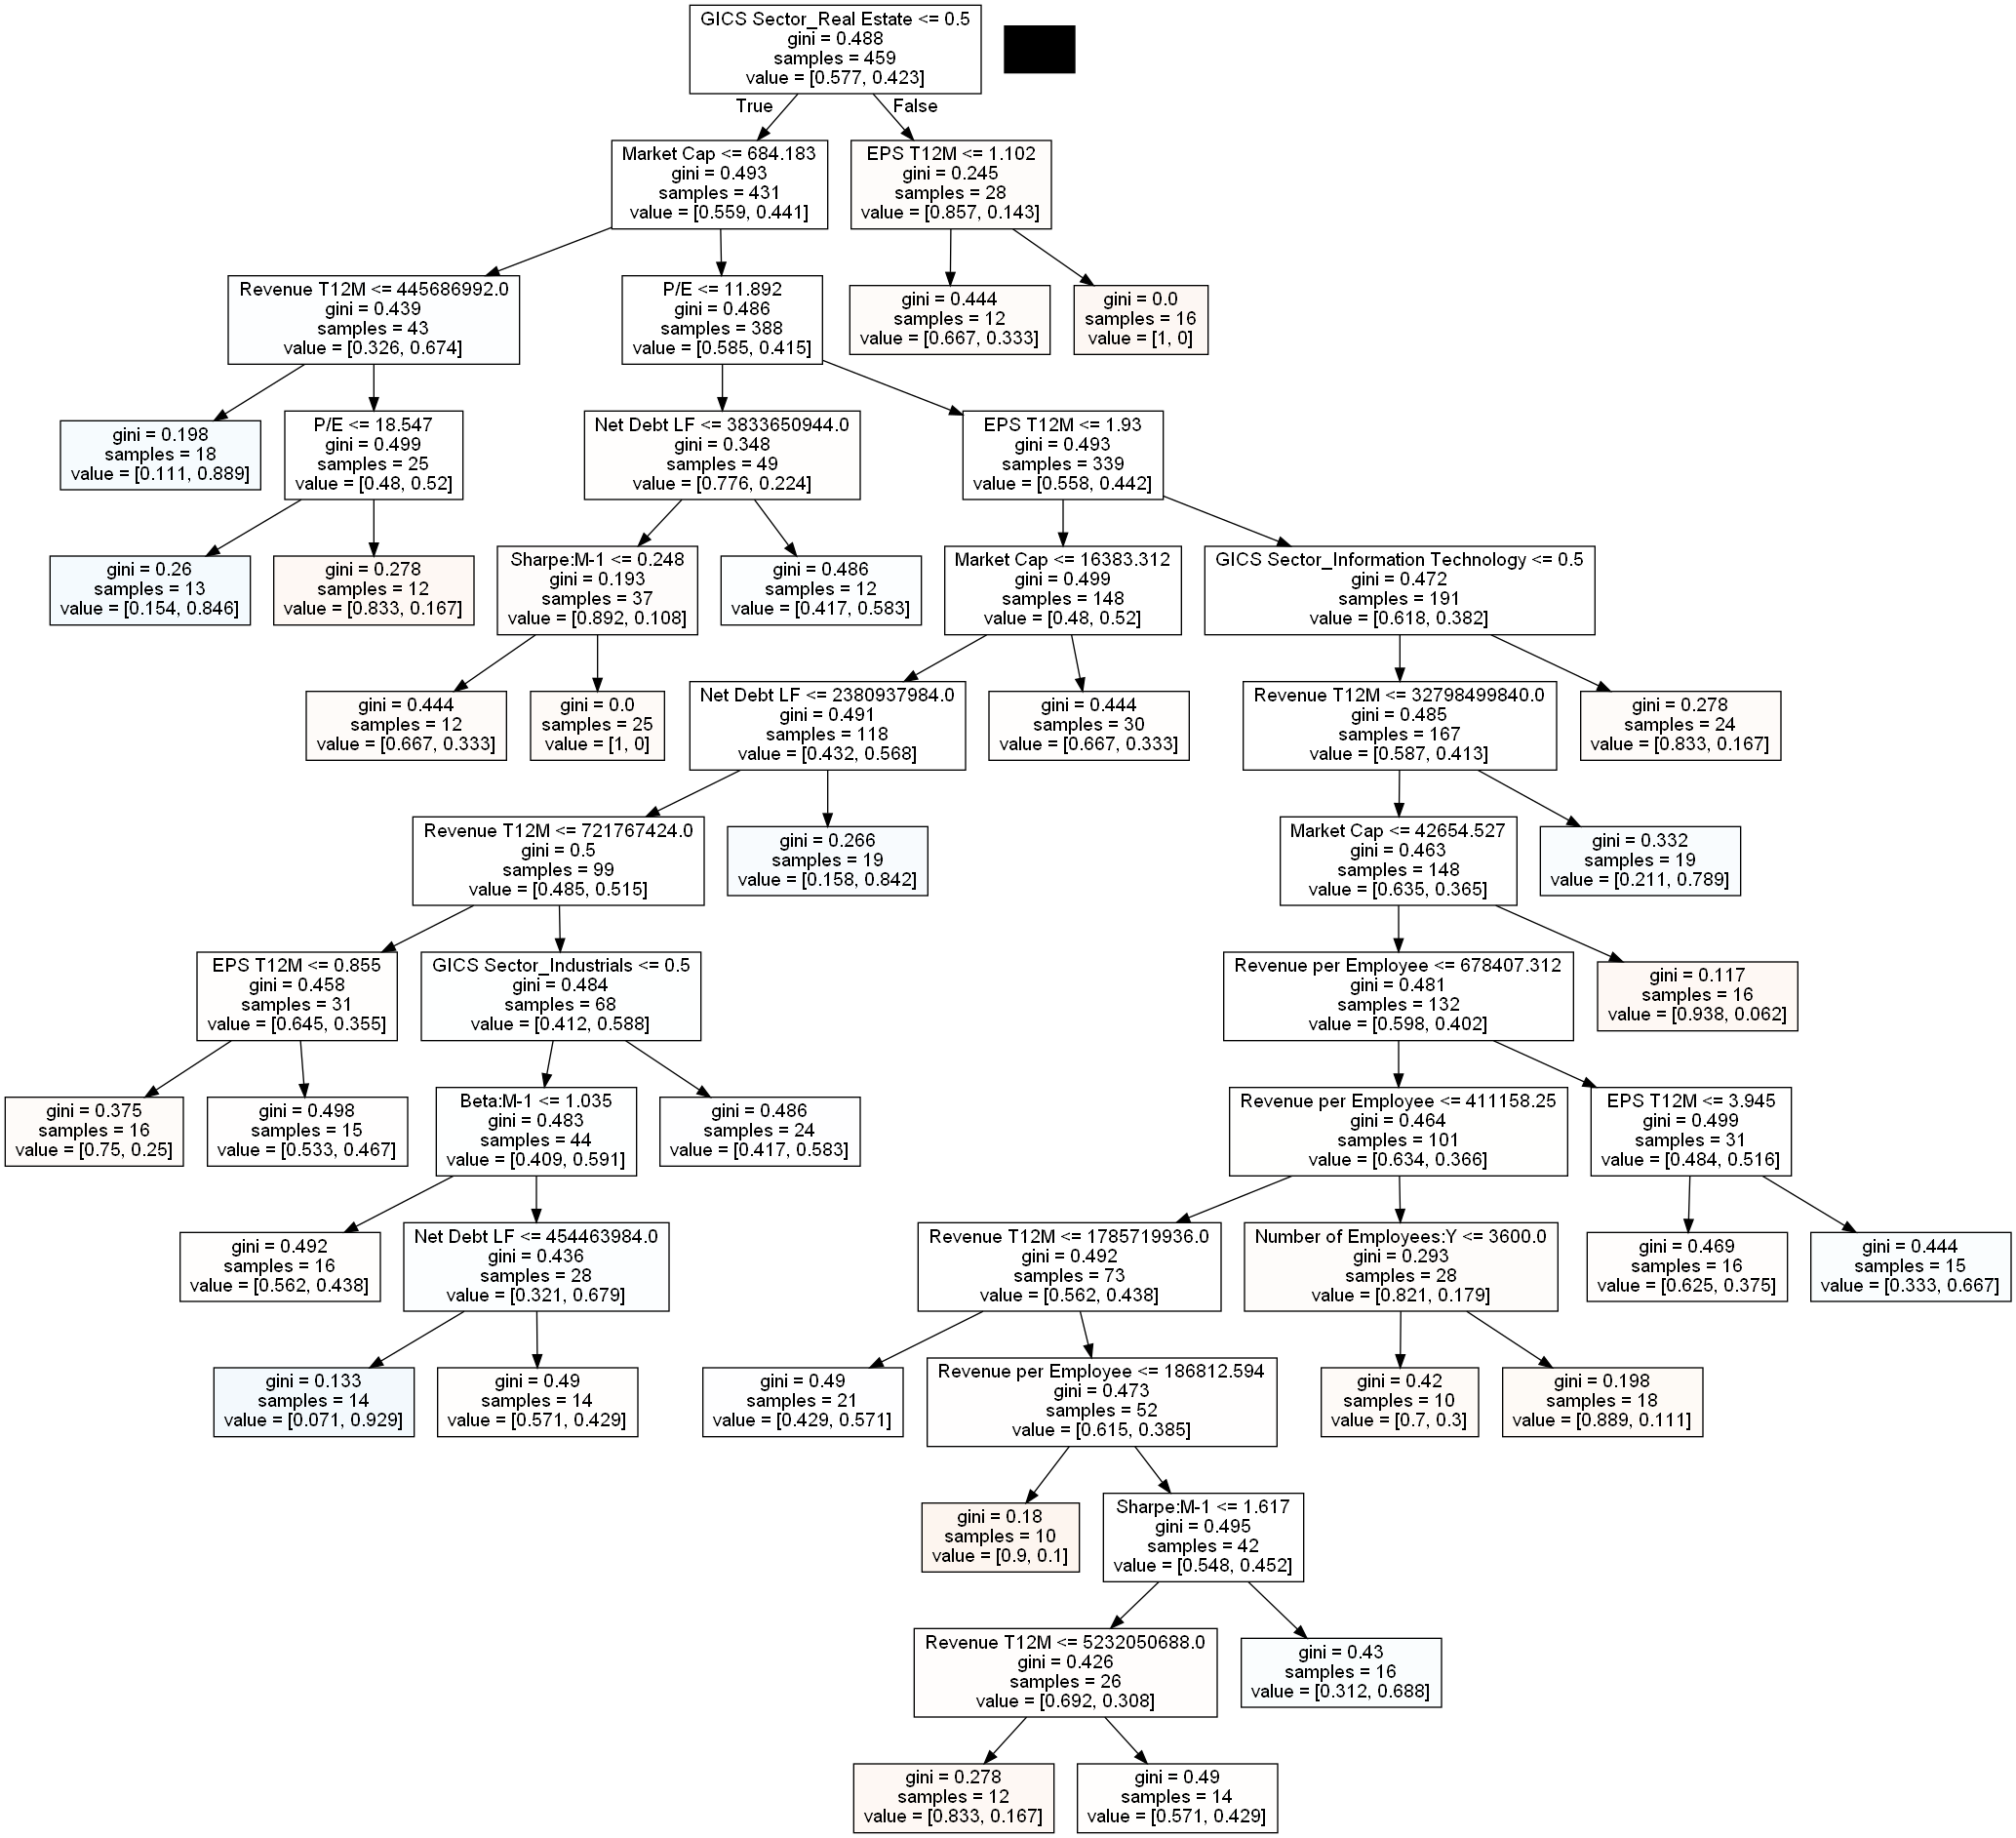 GICS Sector_Real Estate <= 0.5
gini = 0.488
samples = 459
value = [0.577, 0.423]
True
False
Market Cap <= 684.183
gini = 0.493
samples = 431
value = [0.559, 0.441]
EPS T12M <= 1.102
gini = 0.245
samples = 28
value = [0.857, 0.143]
Revenue T12M <= 445686992.0
gini = 0.439
samples = 43
value = [0.326, 0.674]
P/E <= 11.892
gini = 0.486
samples = 388
value = [0.585, 0.415]
gini = 0.444
samples = 12
value = [0.667, 0.333]
gini = 0.0
samples = 16
value = [1, 0]
gini = 0.198
samples = 18
value = [0.111, 0.889]
P/E <= 18.547
gini = 0.499
samples = 25
value = [0.48, 0.52]
Net Debt LF <= 3833650944.0
gini = 0.348
samples = 49
value = [0.776, 0.224]
EPS T12M <= 1.93
gini = 0.493
samples = 339
value = [0.558, 0.442]
gini = 0.26
samples = 13
value = [0.154, 0.846]
gini = 0.278
samples = 12
value = [0.833, 0.167]
Sharpe:M-1 <= 0.248
gini = 0.193
samples = 37
value = [0.892, 0.108]
gini = 0.486
samples = 12
value = [0.417, 0.583]
Market Cap <= 16383.312
gini = 0.499
samples = 148
value = [0.48, 0.52]
GICS Sector_Information Technology <= 0.5
gini = 0.472
samples = 191
value = [0.618, 0.382]
gini = 0.444
samples = 12
value = [0.667, 0.333]
gini = 0.0
samples = 25
value = [1, 0]
Net Debt LF <= 2380937984.0
gini = 0.491
samples = 118
value = [0.432, 0.568]
gini = 0.444
samples = 30
value = [0.667, 0.333]
Revenue T12M <= 32798499840.0
gini = 0.485
samples = 167
value = [0.587, 0.413]
gini = 0.278
samples = 24
value = [0.833, 0.167]
Revenue T12M <= 721767424.0
gini = 0.5
samples = 99
value = [0.485, 0.515]
gini = 0.266
samples = 19
value = [0.158, 0.842]
Market Cap <= 42654.527
gini = 0.463
samples = 148
value = [0.635, 0.365]
gini = 0.332
samples = 19
value = [0.211, 0.789]
EPS T12M <= 0.855
gini = 0.458
samples = 31
value = [0.645, 0.355]
GICS Sector_Industrials <= 0.5
gini = 0.484
samples = 68
value = [0.412, 0.588]
Revenue per Employee <= 678407.312
gini = 0.481
samples = 132
value = [0.598, 0.402]
gini = 0.117
samples = 16
value = [0.938, 0.062]
gini = 0.375
samples = 16
value = [0.75, 0.25]
gini = 0.498
samples = 15
value = [0.533, 0.467]
Beta:M-1 <= 1.035
gini = 0.483
samples = 44
value = [0.409, 0.591]
gini = 0.486
samples = 24
value = [0.417, 0.583]
Revenue per Employee <= 411158.25
gini = 0.464
samples = 101
value = [0.634, 0.366]
EPS T12M <= 3.945
gini = 0.499
samples = 31
value = [0.484, 0.516]
gini = 0.492
samples = 16
value = [0.562, 0.438]
Net Debt LF <= 454463984.0
gini = 0.436
samples = 28
value = [0.321, 0.679]
Revenue T12M <= 1785719936.0
gini = 0.492
samples = 73
value = [0.562, 0.438]
Number of Employees:Y <= 3600.0
gini = 0.293
samples = 28
value = [0.821, 0.179]
gini = 0.469
samples = 16
value = [0.625, 0.375]
gini = 0.444
samples = 15
value = [0.333, 0.667]
gini = 0.133
samples = 14
value = [0.071, 0.929]
gini = 0.49
samples = 14
value = [0.571, 0.429]
gini = 0.49
samples = 21
value = [0.429, 0.571]
Revenue per Employee <= 186812.594
gini = 0.473
samples = 52
value = [0.615, 0.385]
gini = 0.42
samples = 10
value = [0.7, 0.3]
gini = 0.198
samples = 18
value = [0.889, 0.111]
gini = 0.18
samples = 10
value = [0.9, 0.1]
Sharpe:M-1 <= 1.617
gini = 0.495
samples = 42
value = [0.548, 0.452]
Revenue T12M <= 5232050688.0
gini = 0.426
samples = 26
value = [0.692, 0.308]
gini = 0.43
samples = 16
value = [0.312, 0.688]
gini = 0.278
samples = 12
value = [0.833, 0.167]
gini = 0.49
samples = 14
value = [0.571, 0.429]